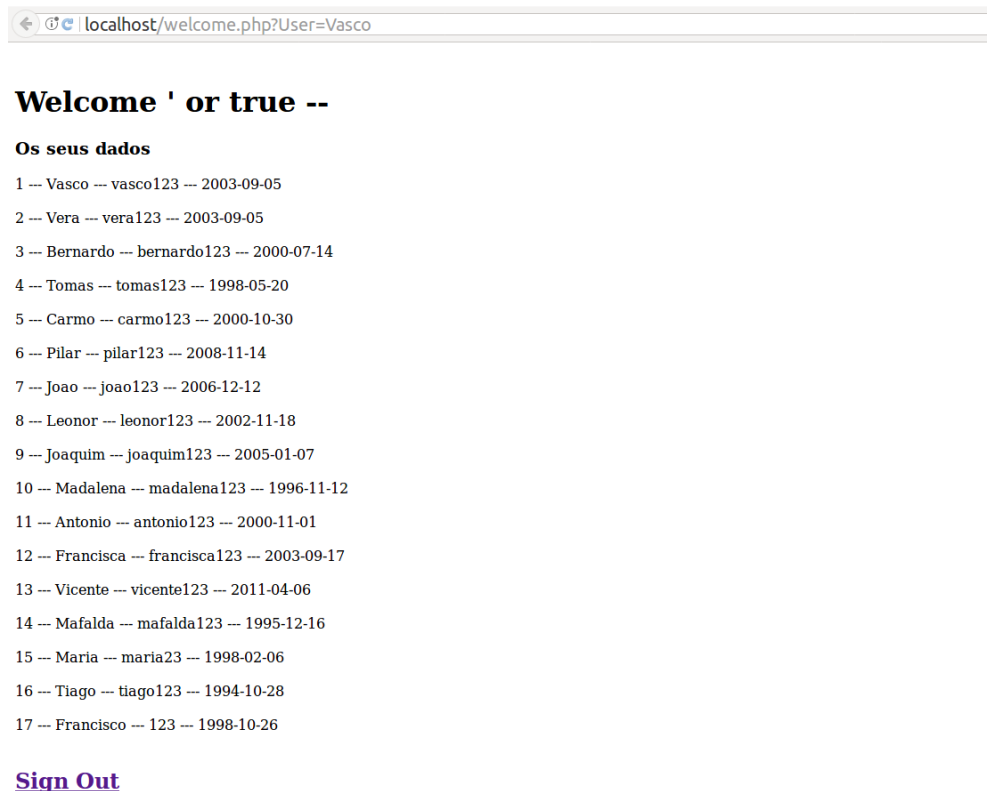 localhost/welcome.php?User=Vasco
Welcome ' or true --
Os seus dados
1 --- Vasco --- vasco123 --- 2003-09-05
2 --- Vera --- vera123 --- 2003-09-05
3 --- Bernardo --- bernardo123 --- 2000-07-14
4 --- Tomas --- tomas123 --- 1998-05-20
5 --- Carmo --- carmo123 --- 2000-10-30
6 --- Pilar --- pilar123 --- 2008-11-14
7 --- Joao --- joao123 --- 2006-12-12
8 --- Leonor --- leonor123 --- 2002-11-18
9 --- Joaquim --- joaquim123 --- 2005-01-07
10 --- Madalena --- madalena123 --- 1996-11-12
11 --- Antonio --- antonio123 --- 2000-11-01
12 --- Francisca --- francisca123 --- 2003-09-17
13 --- Vicente --- vicente123 --- 2011-04-06
14 --- Mafalda --- mafalda123 --- 1995-12-16
15 --- Maria --- maria23 --- 1998-02-06
16 --- Tiago --- tiago123 --- 1994-10-28
17 --- Francisco --- 123 --- 1998-10-26
Sign Out